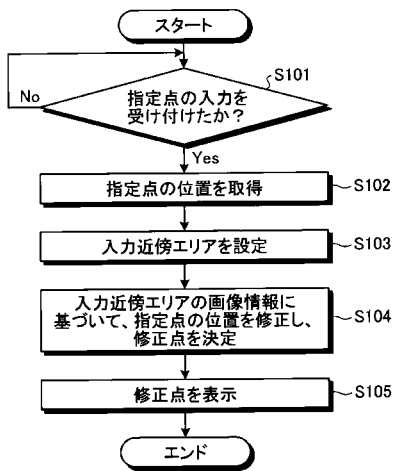 スタート
S101
指定点の入力を
受け付けたか？
No
Yes
指定点の位置を取得
S102
入力近傍エリアを設定
S103
入力近傍エリアの画像情報に
基づいて、指定点の位置を修正し、
修正点を決定
S104
修正点を表示
S105
エンド